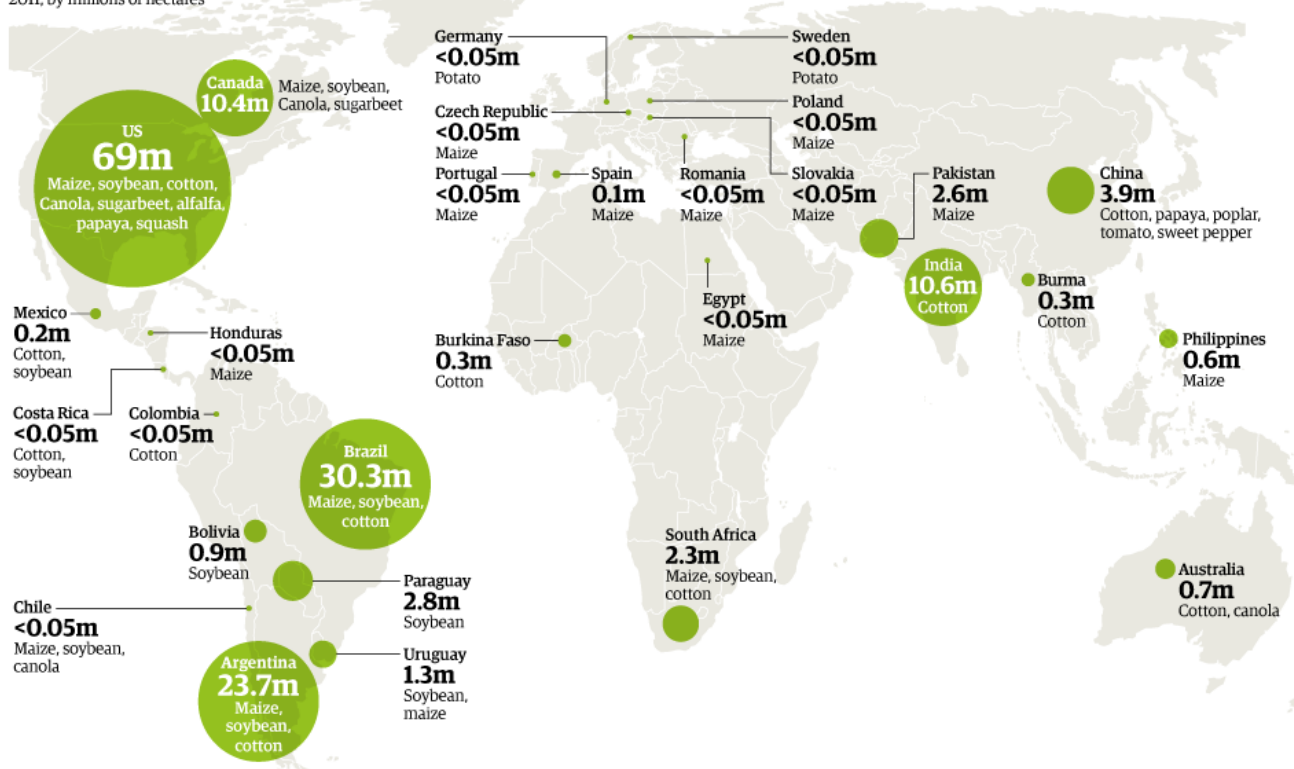 2011, by millions of hectares
Canada
10.4m
Maize, soybean,
Canola, sugarbeet
US
69m
Maize, soybean, cotton,
Canola, sugarbeet, alfalfa,
papaya, squash
Germany
<0.05m
Potato
Sweden
<0.05m
Potato
Czech Republic
<0.05m
Maize
Poland
<0.05m
Maize
Portugal
<0.05m
Maize
Spain
0.1m
Maize
Romania
<0.05m
Maize
Slovakia
<0.05m
Maize
Pakistan
2.6m
Maize
China
3.9m
Cotton, papaya, poplar,
tomato, sweet pepper
India
10.6m
Cotton
Burma
0.3m
Cotton
Mexico
0.2m
Cotton,
soybean
Honduras
<0.05m
Maize
Egypt
<0.05m
Maize
Burkina Faso
0.3m
Cotton
Philippines
0.6m
Maize
Costa Rica
<0.05m
Cotton,
soybean
Colombia
<0.05m
Cotton
Brazil
30.3m
Maize, soybean,
cotton
Bolivia
0.9m
Soybean
Paraguay
2.8m
Soybean
South Africa
2.3m
Maize, soybean,
cotton
Australia
0.7m
Cotton, canola
Chile
<0.05m
Maize, soybean,
canola
Argentina
23.7m
Maize,
soybean,
cotton
Uruguay
1.3m
Soybean,
maize